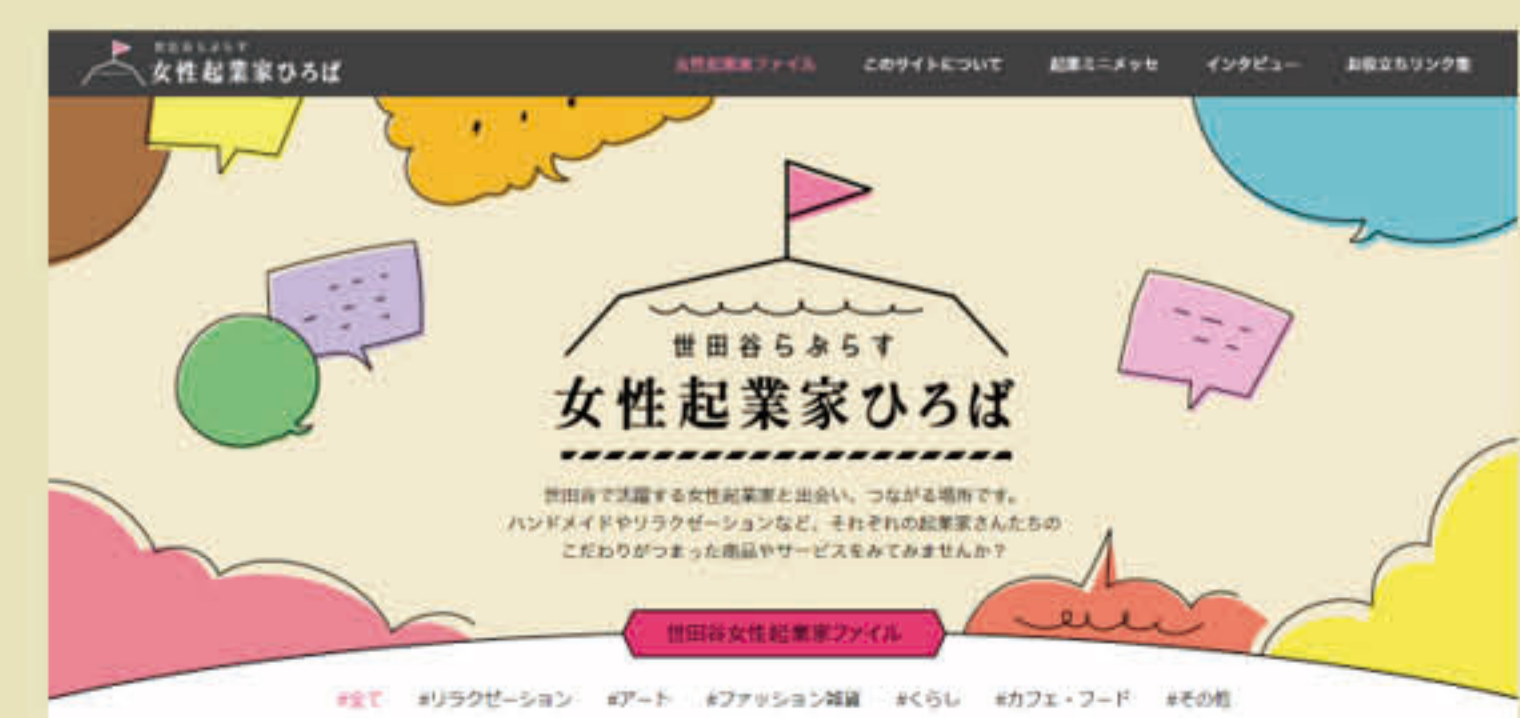 世田谷らぷらす
女性起業家ひろば
女性起業家ファイル
このサイトについて
起業ミニメッセ
インタビュー
お役立ちリンク集
世田谷らぷらす
女性起業家ひろば
世田谷で活躍する女性起業家と出会い、つながる場所です。
ハンドメイドやリラクゼーションなど、それぞれの起業家さんたちの
こだわりがつまった商品やサービスをみてみませんか？
世田谷女性起業家ファイル
#全て #リラクゼーション #アート #ファッション雑貨 #くらし #カフェ・フード #その他